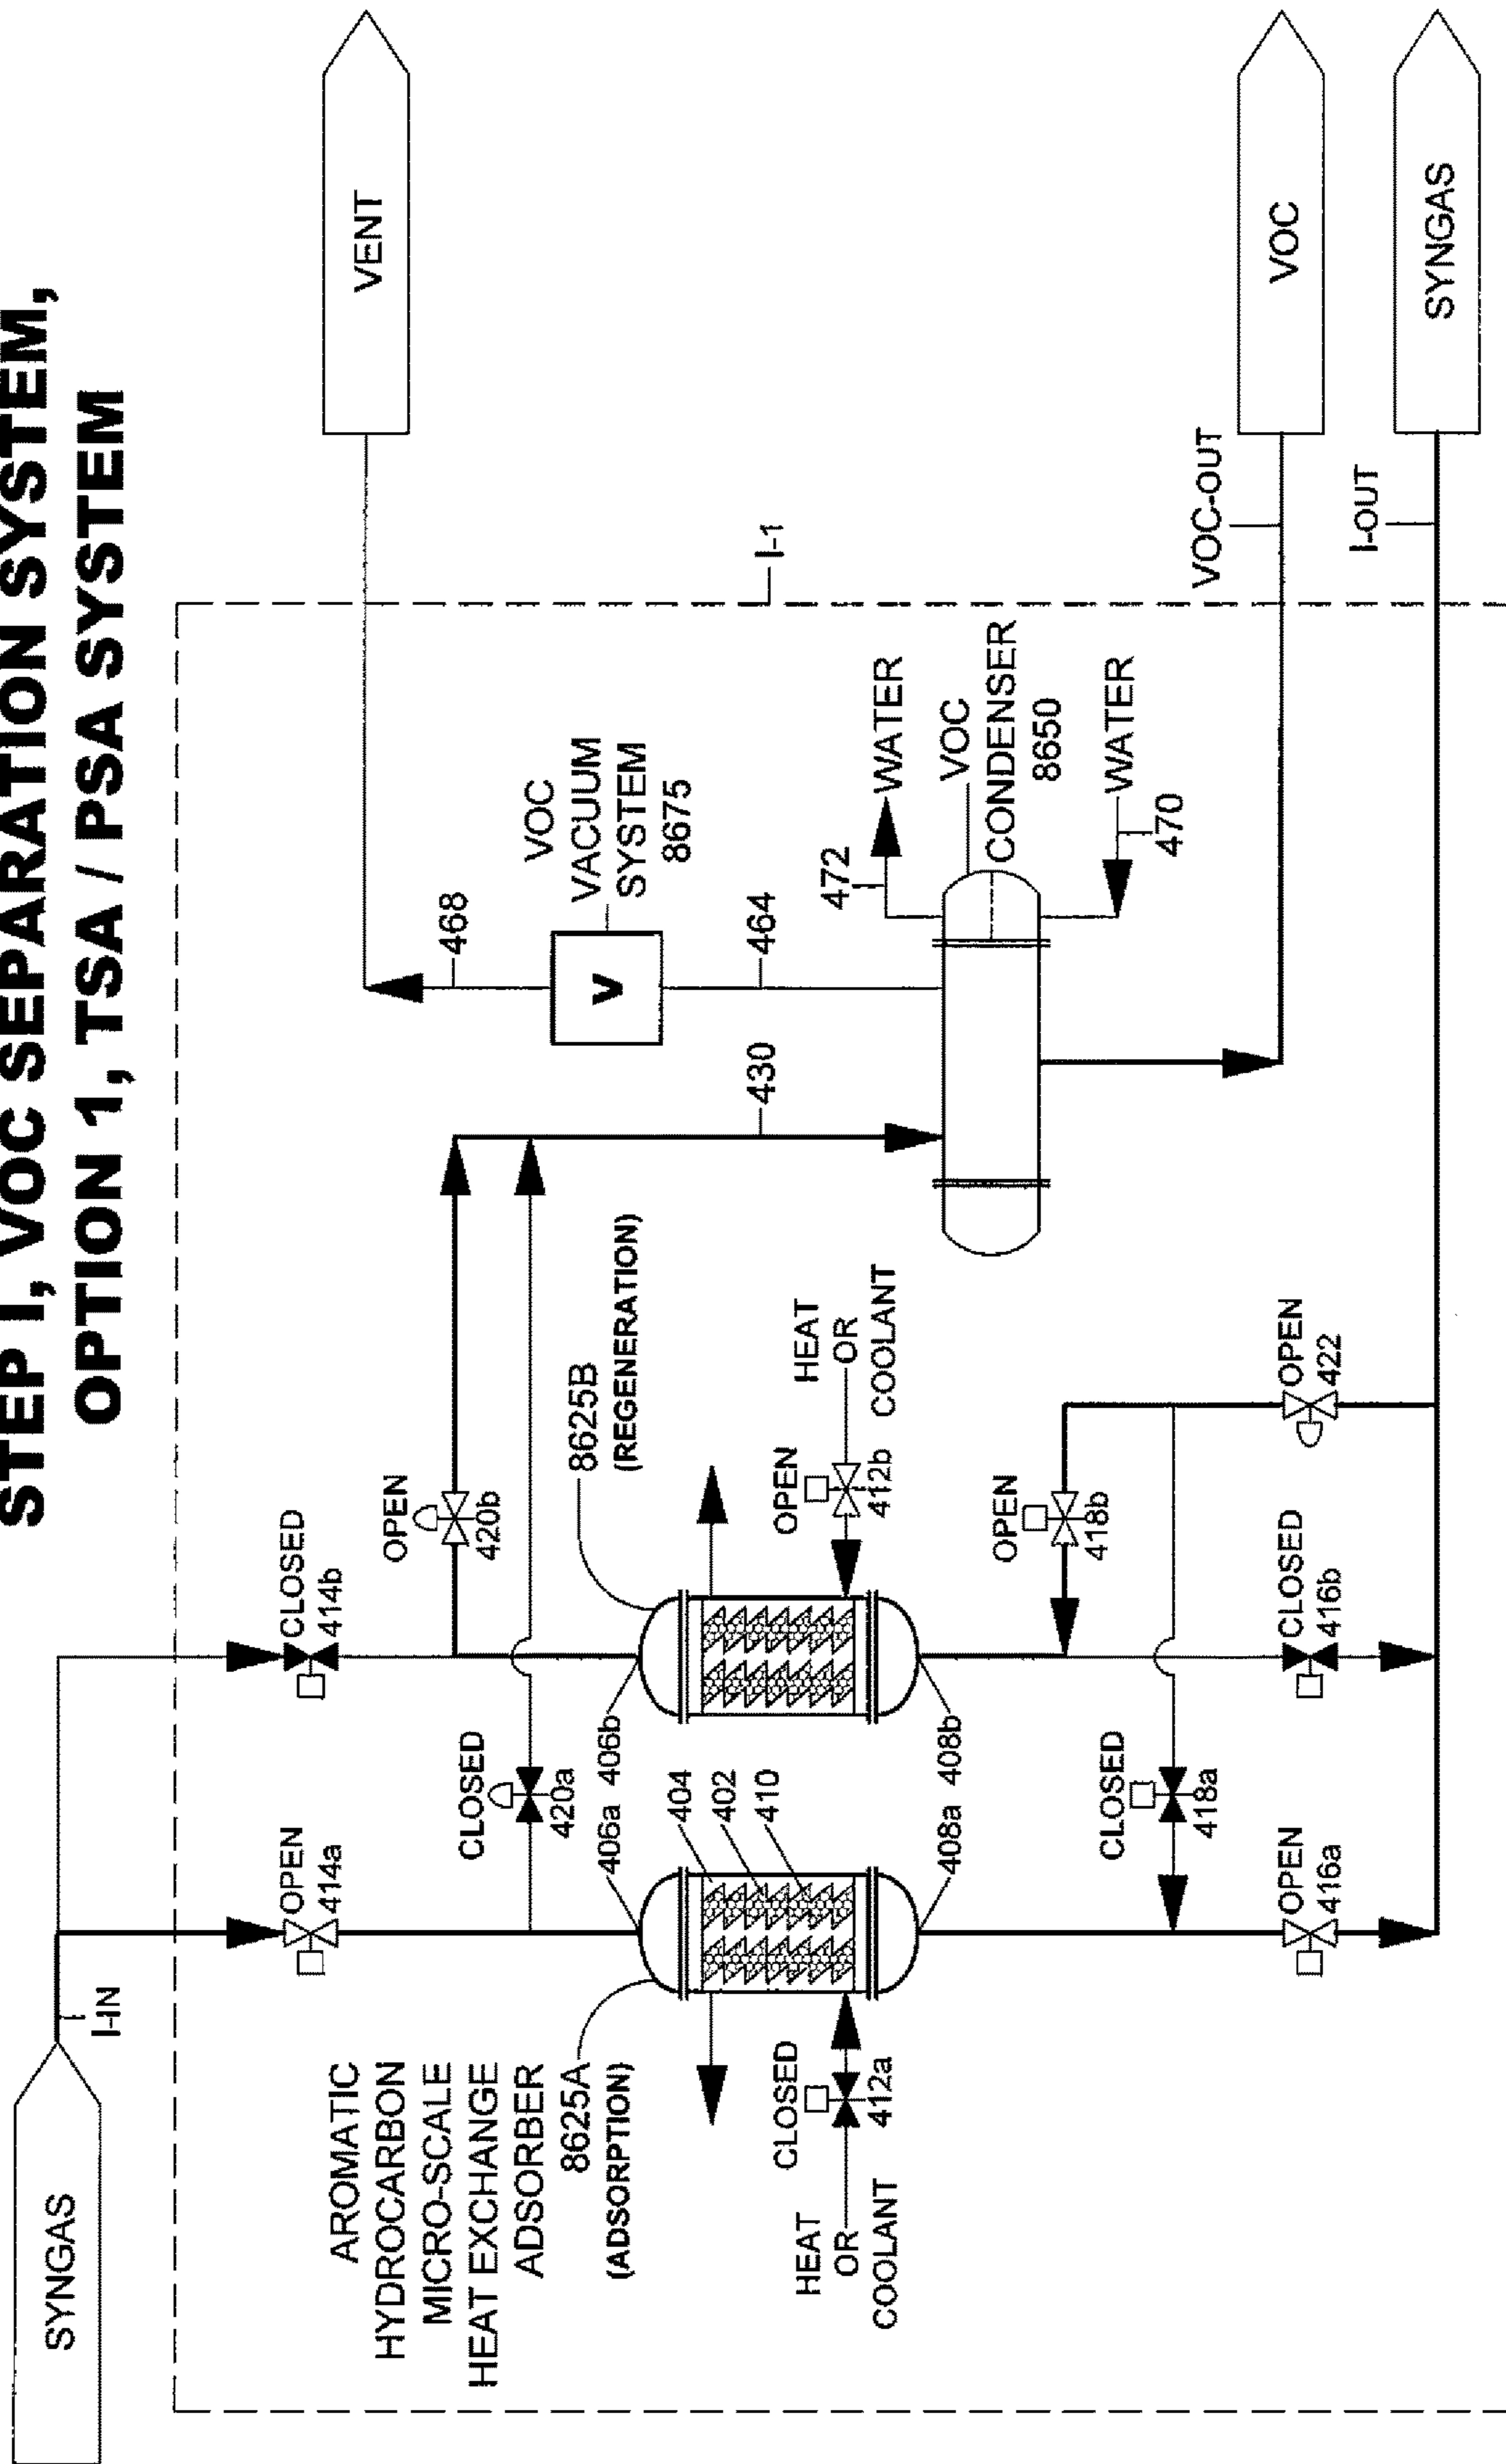 STEP I, VOC SEPARATION SYSTEM,
OPTION 1, TSA / PSA SYSTEM
SYNGAS
I-IN
VENT
I-1
OPEN
414a
CLOSED
414b
AROMATIC
HYDROCARBON
MICRO-SCALE
HEAT EXCHANGE
ADSORBER
8625A
(ADSORPTION)
CLOSED
420a
OPEN
420b
468
VOC
VACUUM
SYSTEM
8675
V
464
430
406a
406b
404
402
410
8625B
(REGENERATION)
HEAT
OR
COOLANT
CLOSED
412a
OPEN
412b
HEAT
OR
COOLANT
472
WATER
VOC
CONDENSER
8650
WATER
470
408a
408b
CLOSED
418a
OPEN
418b
OPEN
416a
CLOSED
416b
OPEN
422
VOC-OUT
VOC
I-OUT
SYNGAS